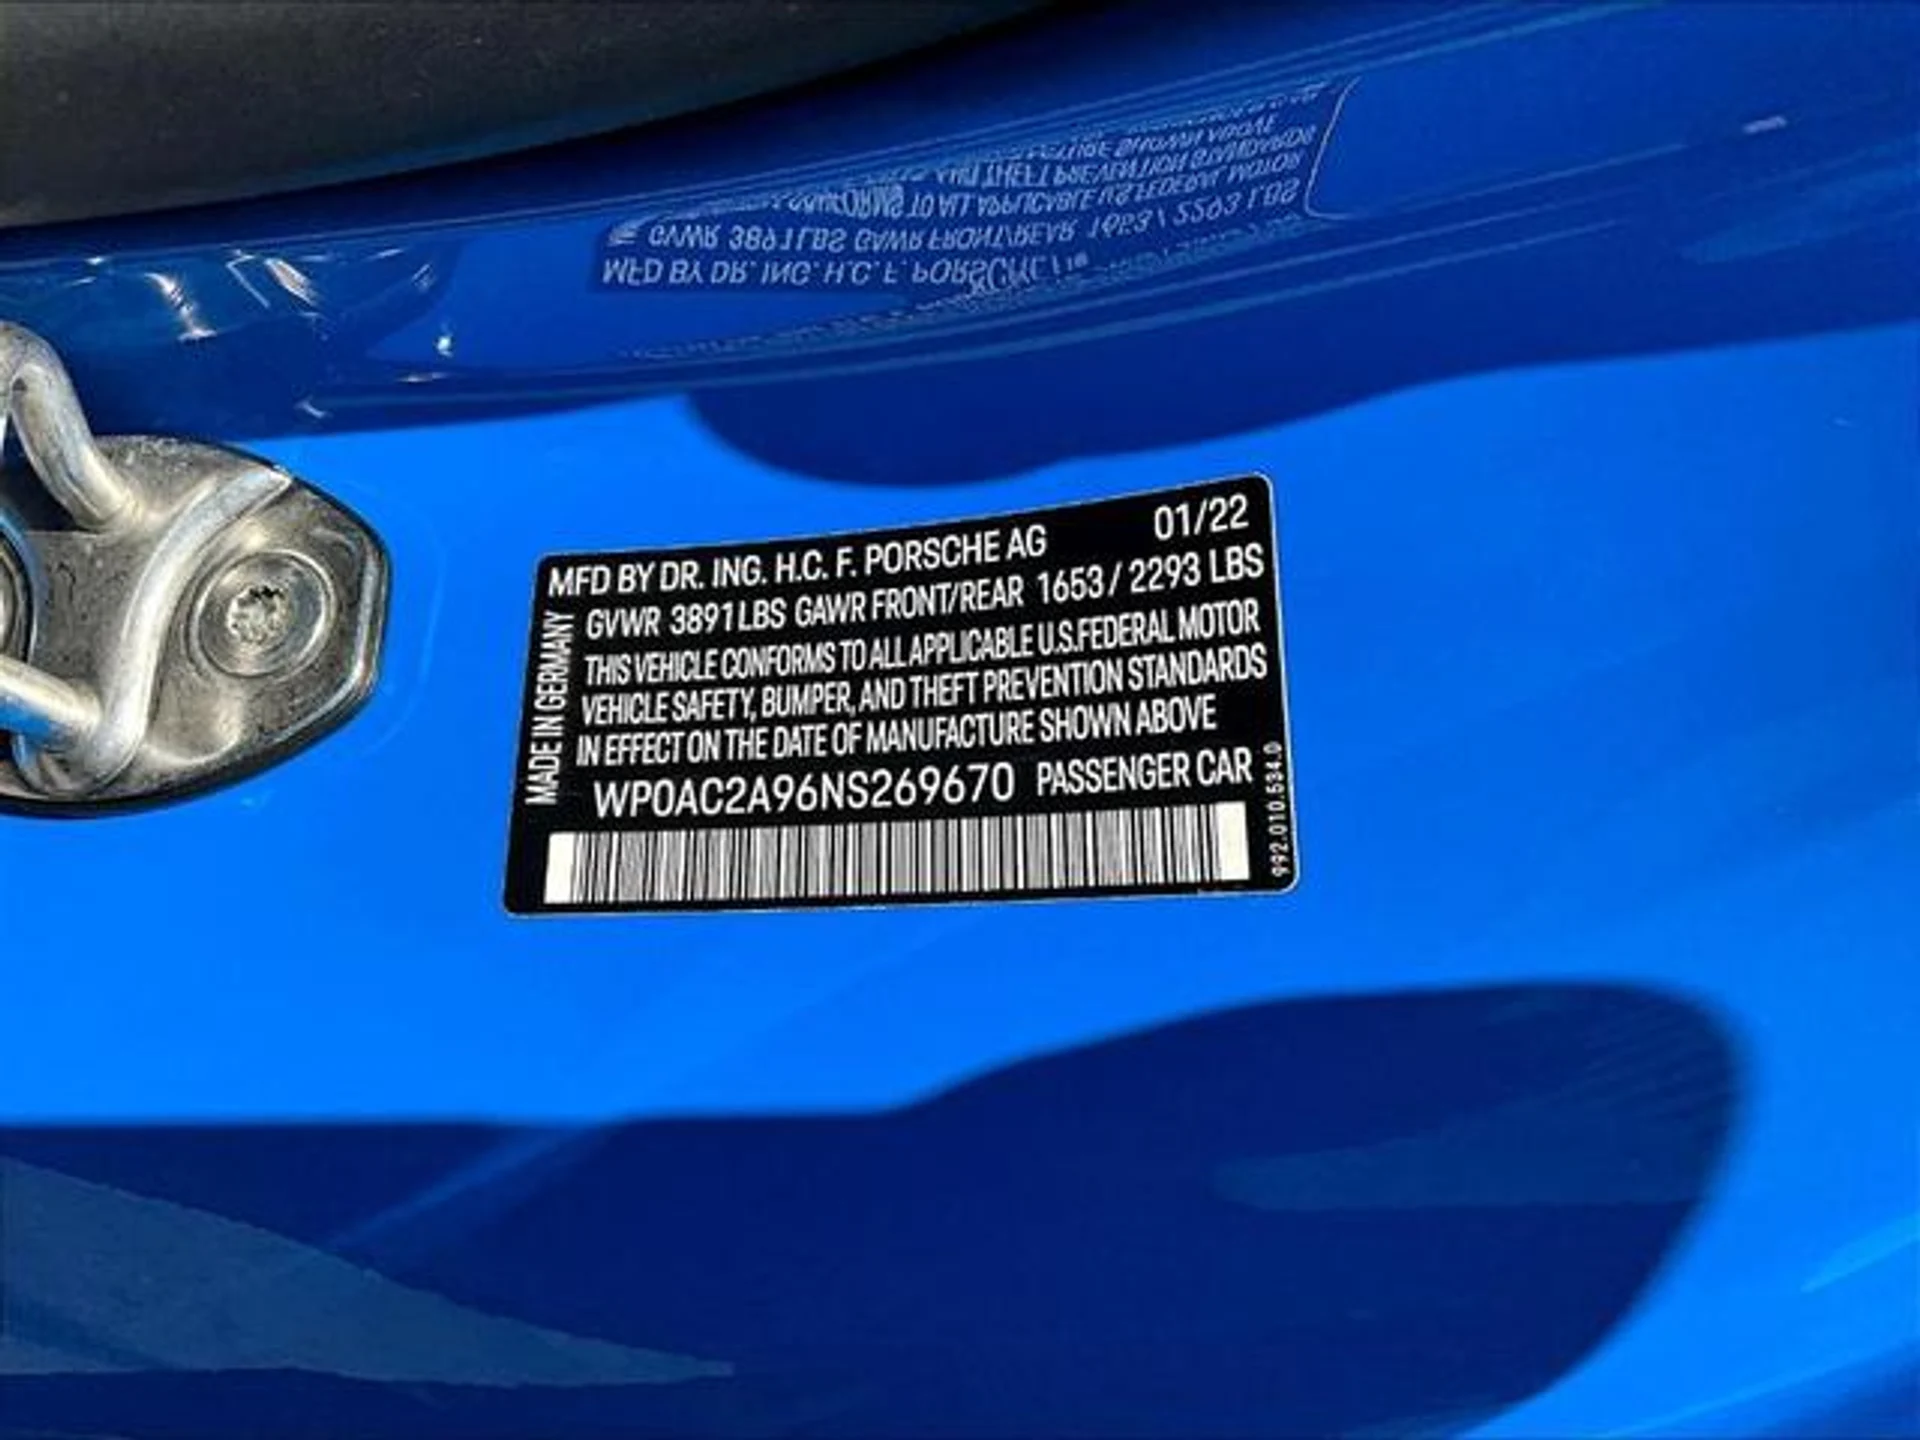 MFD BY DR. ING. H.C. F. PORSCHE AG 01/22
GVWR 3891LBS GAWR FRONT/REAR 1653 / 2293 LBS
THIS VEHICLE CONFORMS TO ALL APPLICABLE U.S.FEDERAL MOTOR
VEHICLE SAFETY, BUMPER, AND THEFT PREVENTION STANDARDS
IN EFFECT ON THE DATE OF MANUFACTURE SHOWN ABOVE
WP0AC2A96NS269670 PASSENGER CAR
MADE IN GERMANY
992.010.534.0